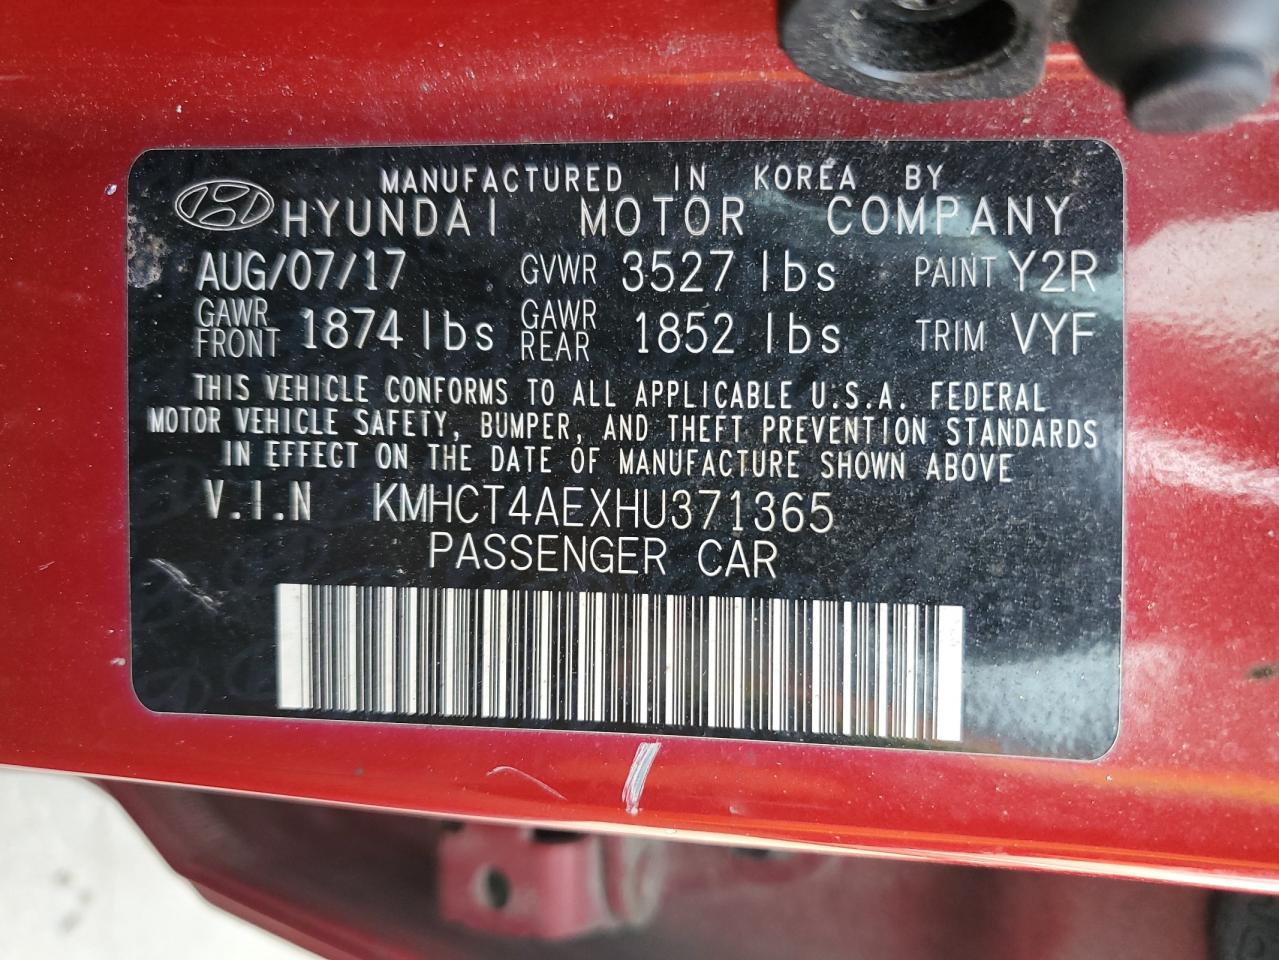 MANUFACTURED IN KOREA BY
HYUNDAI MOTOR COMPANY
AUG/07/17 GVWR 3527 lbs PAINT Y2R
GAWR FRONT 1874 lbs GAWR REAR 1852 lbs TRIM VYF
THIS VEHICLE CONFORMS TO ALL APPLICABLE U.S.A. FEDERAL
MOTOR VEHICLE SAFETY, BUMPER, AND THEFT PREVENTION STANDARDS
IN EFFECT ON THE DATE OF MANUFACTURE SHOWN ABOVE
V.I.N KMHCT4AEXHU371365
PASSENGER CAR